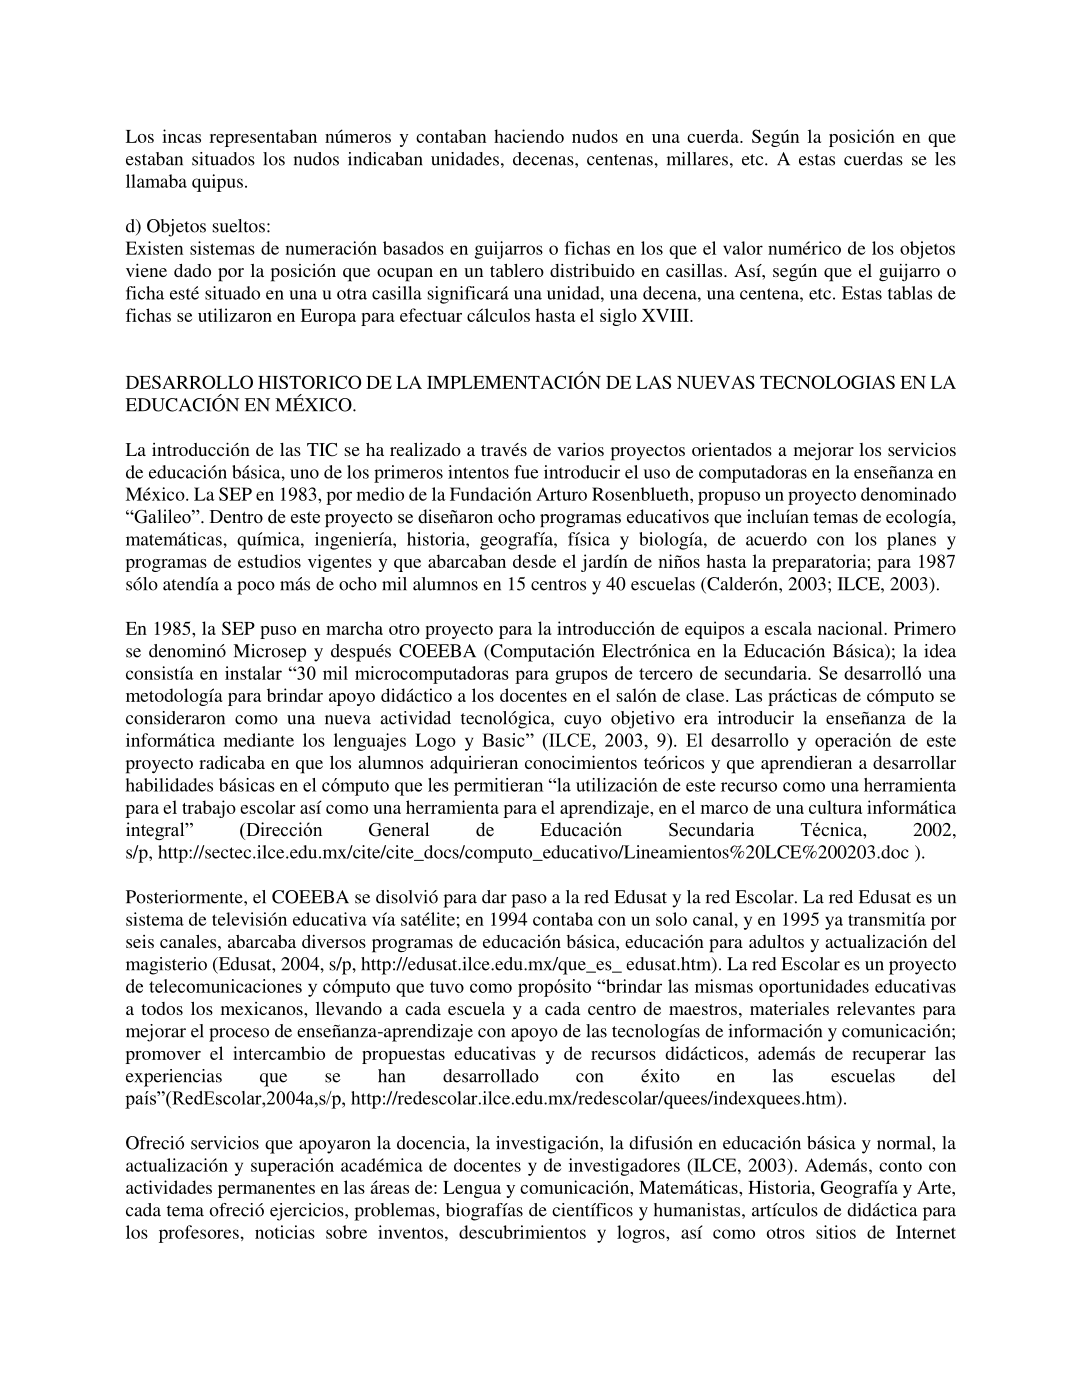 Los incas representaban números y contaban haciendo nudos en una cuerda. Según la posición en que
estaban situados los nudos indicaban unidades, decenas, centenas, millares, etc. A estas cuerdas se les
llamaba quipus.
d) Objetos sueltos:
Existen sistemas de numeración basados en guijarros o fichas en los que el valor numérico de los objetos
viene dado por la posición que ocupan en un tablero distribuido en casillas. Así, según que el guijarro o
ficha esté situado en una u otra casilla significará una unidad, una decena, una centena, etc. Estas tablas de
fichas se utilizaron en Europa para efectuar cálculos hasta el siglo XVIII.
DESARROLLO HISTORICO DE LA IMPLEMENTACIÓN DE LAS NUEVAS TECNOLOGIAS EN LA
EDUCACIÓN EN MÉXICO.
La introducción de las TIC se ha realizado a través de varios proyectos orientados a mejorar los servicios
de educación básica, uno de los primeros intentos fue introducir el uso de computadoras en la enseñanza en
México. La SEP en 1983, por medio de la Fundación Arturo Rosenblueth, propuso un proyecto denominado
“Galileo”. Dentro de este proyecto se diseñaron ocho programas educativos que incluían temas de ecología,
matemáticas, química, ingeniería, historia, geografía, física y biología, de acuerdo con los planes y
programas de estudios vigentes y que abarcaban desde el jardín de niños hasta la preparatoria; para 1987
sólo atendía a poco más de ocho mil alumnos en 15 centros y 40 escuelas (Calderón, 2003; ILCE, 2003).
En 1985, la SEP puso en marcha otro proyecto para la introducción de equipos a escala nacional. Primero
se denominó Microsep y después COEEBA (Computación Electrónica en la Educación Básica); la idea
consistía en instalar “30 mil microcomputadoras para grupos de tercero de secundaria. Se desarrolló una
metodología para brindar apoyo didáctico a los docentes en el salón de clase. Las prácticas de cómputo se
consideraron como una nueva actividad tecnológica, cuyo objetivo era introducir la enseñanza de la
informática mediante los lenguajes Logo y Basic” (ILCE, 2003, 9). El desarrollo y operación de este
proyecto radicaba en que los alumnos adquirieran conocimientos teóricos y que aprendieran a desarrollar
habilidades básicas en el cómputo que les permitieran “la utilización de este recurso como una herramienta
para el trabajo escolar así como una herramienta para el aprendizaje, en el marco de una cultura informática
integral” (Dirección General de Educación Secundaria Técnica, 2002,
s/p, http://sectec.ilce.edu.mx/cite/cite_docs/computo_educativo/Lineamientos%20LCE%200203.doc ).
Posteriormente, el COEEBA se disolvió para dar paso a la red Edusat y la red Escolar. La red Edusat es un
sistema de televisión educativa vía satélite; en 1994 contaba con un solo canal, y en 1995 ya transmitía por
seis canales, abarcaba diversos programas de educación básica, educación para adultos y actualización del
magisterio (Edusat, 2004, s/p, http://edusat.ilce.edu.mx/que_es_ edusat.htm). La red Escolar es un proyecto
de telecomunicaciones y cómputo que tuvo como propósito “brindar las mismas oportunidades educativas
a todos los mexicanos, llevando a cada escuela y a cada centro de maestros, materiales relevantes para
mejorar el proceso de enseñanza-aprendizaje con apoyo de las tecnologías de información y comunicación;
promover el intercambio de propuestas educativas y de recursos didácticos, además de recuperar las
experiencias que se han desarrollado con éxito en las escuelas del
país”(RedEscolar,2004a,s/p, http://redescolar.ilce.edu.mx/redescolar/quees/indexquees.htm).
Ofreció servicios que apoyaron la docencia, la investigación, la difusión en educación básica y normal, la
actualización y superación académica de docentes y de investigadores (ILCE, 2003). Además, conto con
actividades permanentes en las áreas de: Lengua y comunicación, Matemáticas, Historia, Geografía y Arte,
cada tema ofreció ejercicios, problemas, biografías de científicos y humanistas, artículos de didáctica para
los profesores, noticias sobre inventos, descubrimientos y logros, así como otros sitios de Internet